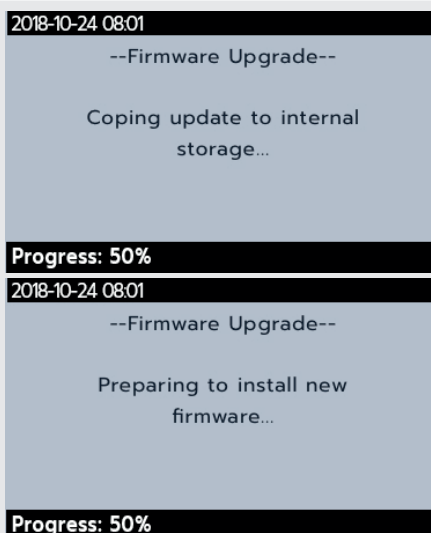 2018-10-24 08:01
--Firmware Upgrade--
Coping update to internal
storage...
Progress: 50%
2018-10-24 08:01
--Firmware Upgrade--
Preparing to install new
firmware...
Progress: 50%